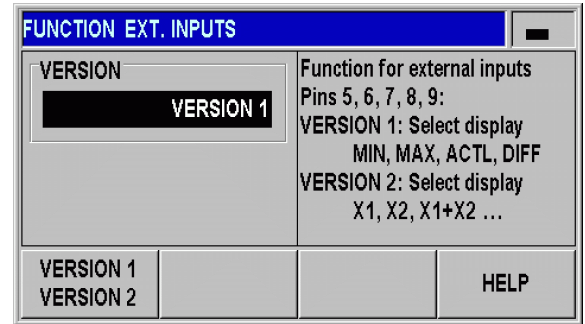 FUNCTION EXT. INPUTS
VERSION
VERSION 1
Function for external inputs
Pins 5, 6, 7, 8, 9:
VERSION 1: Select display
MIN, MAX, ACTL, DIFF
VERSION 2: Select display
X1, X2, X1+X2 ...
VERSION 1
VERSION 2
HELP